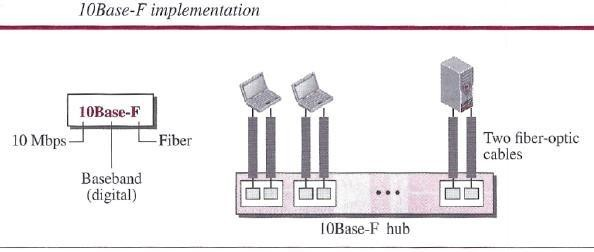 10Base-F implementation
10Base-F
10 Mbps
Fiber
Baseband
(digital)
Two fiber-optic
cables
10Base-F hub